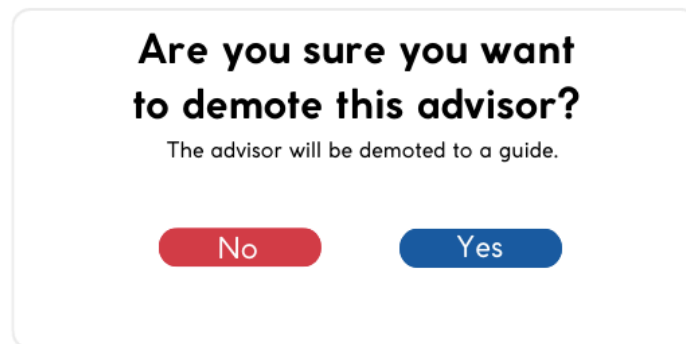 Are you sure you want
to demote this advisor?
The advisor will be demoted to a guide.
No
Yes